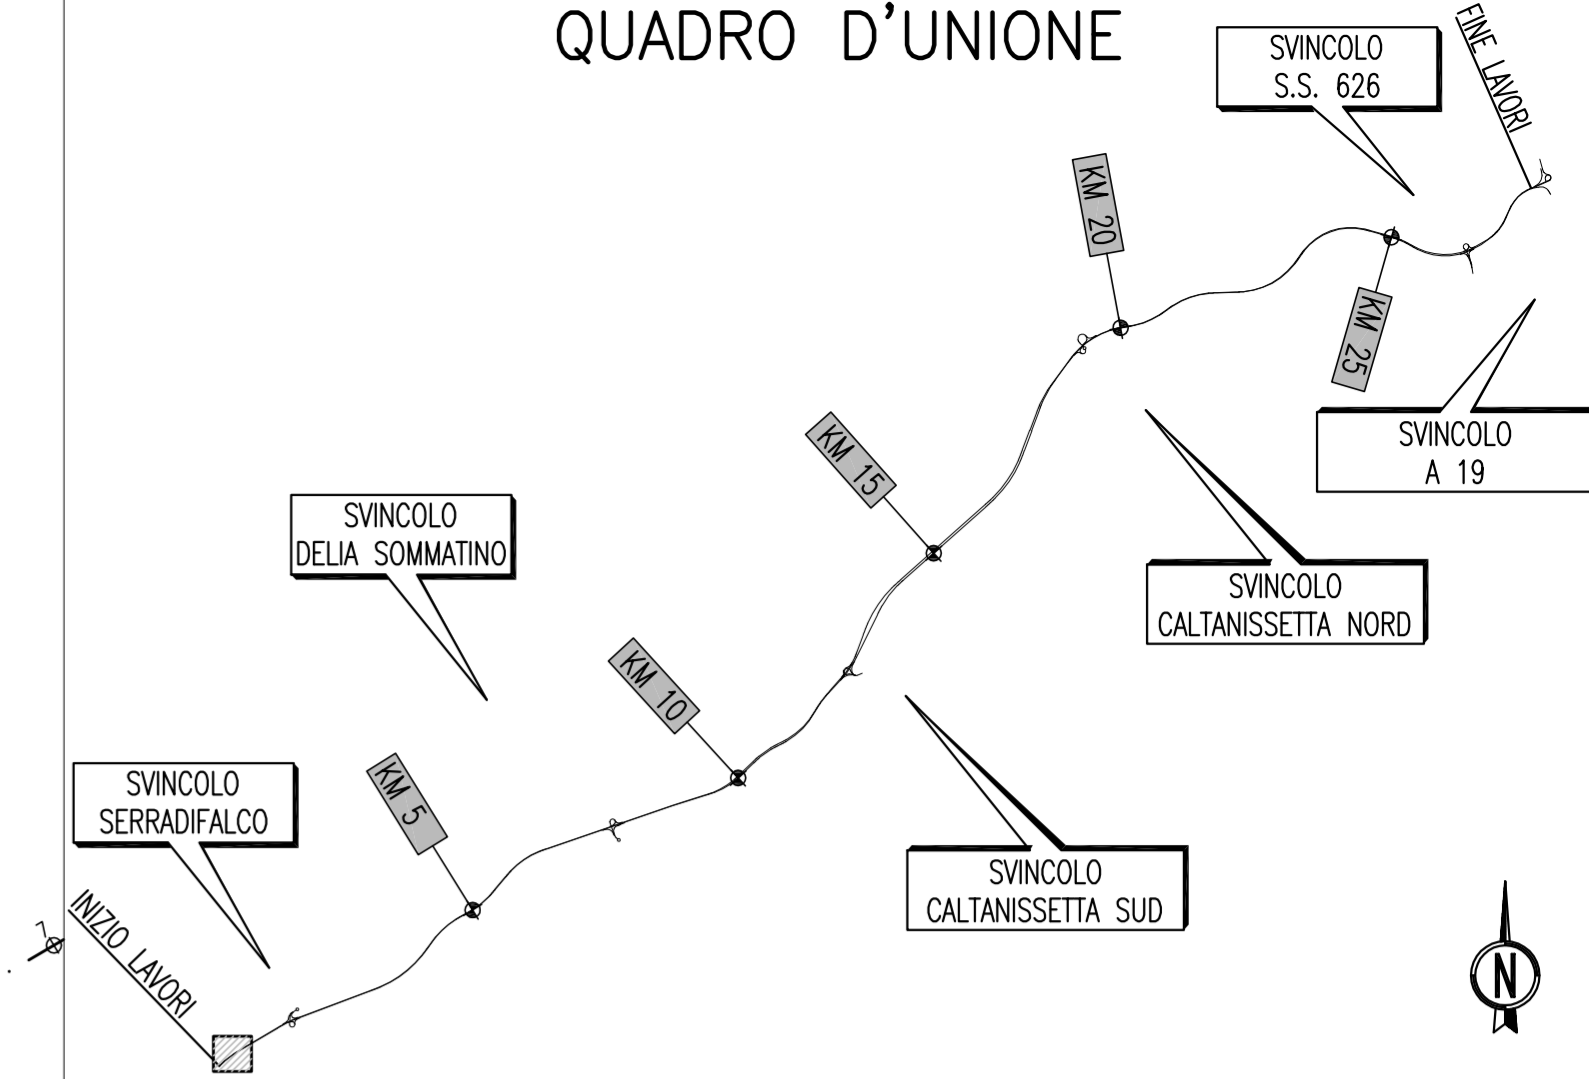 QUADRO D'UNIONE
SVINCOLO
S.S. 626
FINE LAVORI
KM 20
KM 25
SVINCOLO
A 19
KM 15
SVINCOLO
DELIA SOMMATINO
SVINCOLO
CALTANISSETTA NORD
KM 10
SVINCOLO
SERRADIFALCO
KM 5
SVINCOLO
CALTANISSETTA SUD
INIZIO LAVORI
N